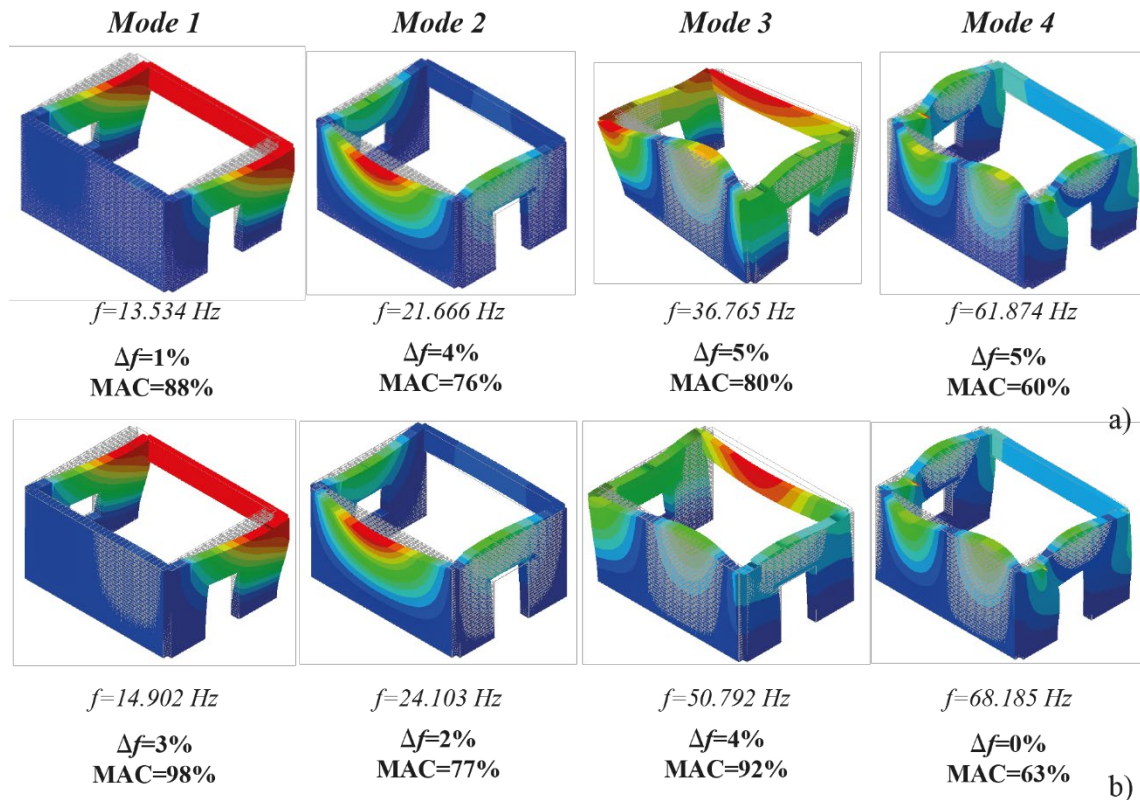 Mode 1 Mode 2 Mode 3 Mode 4
f=13.534 Hz f=21.666 Hz f=36.765 Hz f=61.874 Hz
Δf=1% Δf=4% Δf=5% Δf=5%
MAC=88% MAC=76% MAC=80% MAC=60%
a)
f=14.902 Hz f=24.103 Hz f=50.792 Hz f=68.185 Hz
Δf=3% Δf=2% Δf=4% Δf=0%
MAC=98% MAC=77% MAC=92% MAC=63%
b)